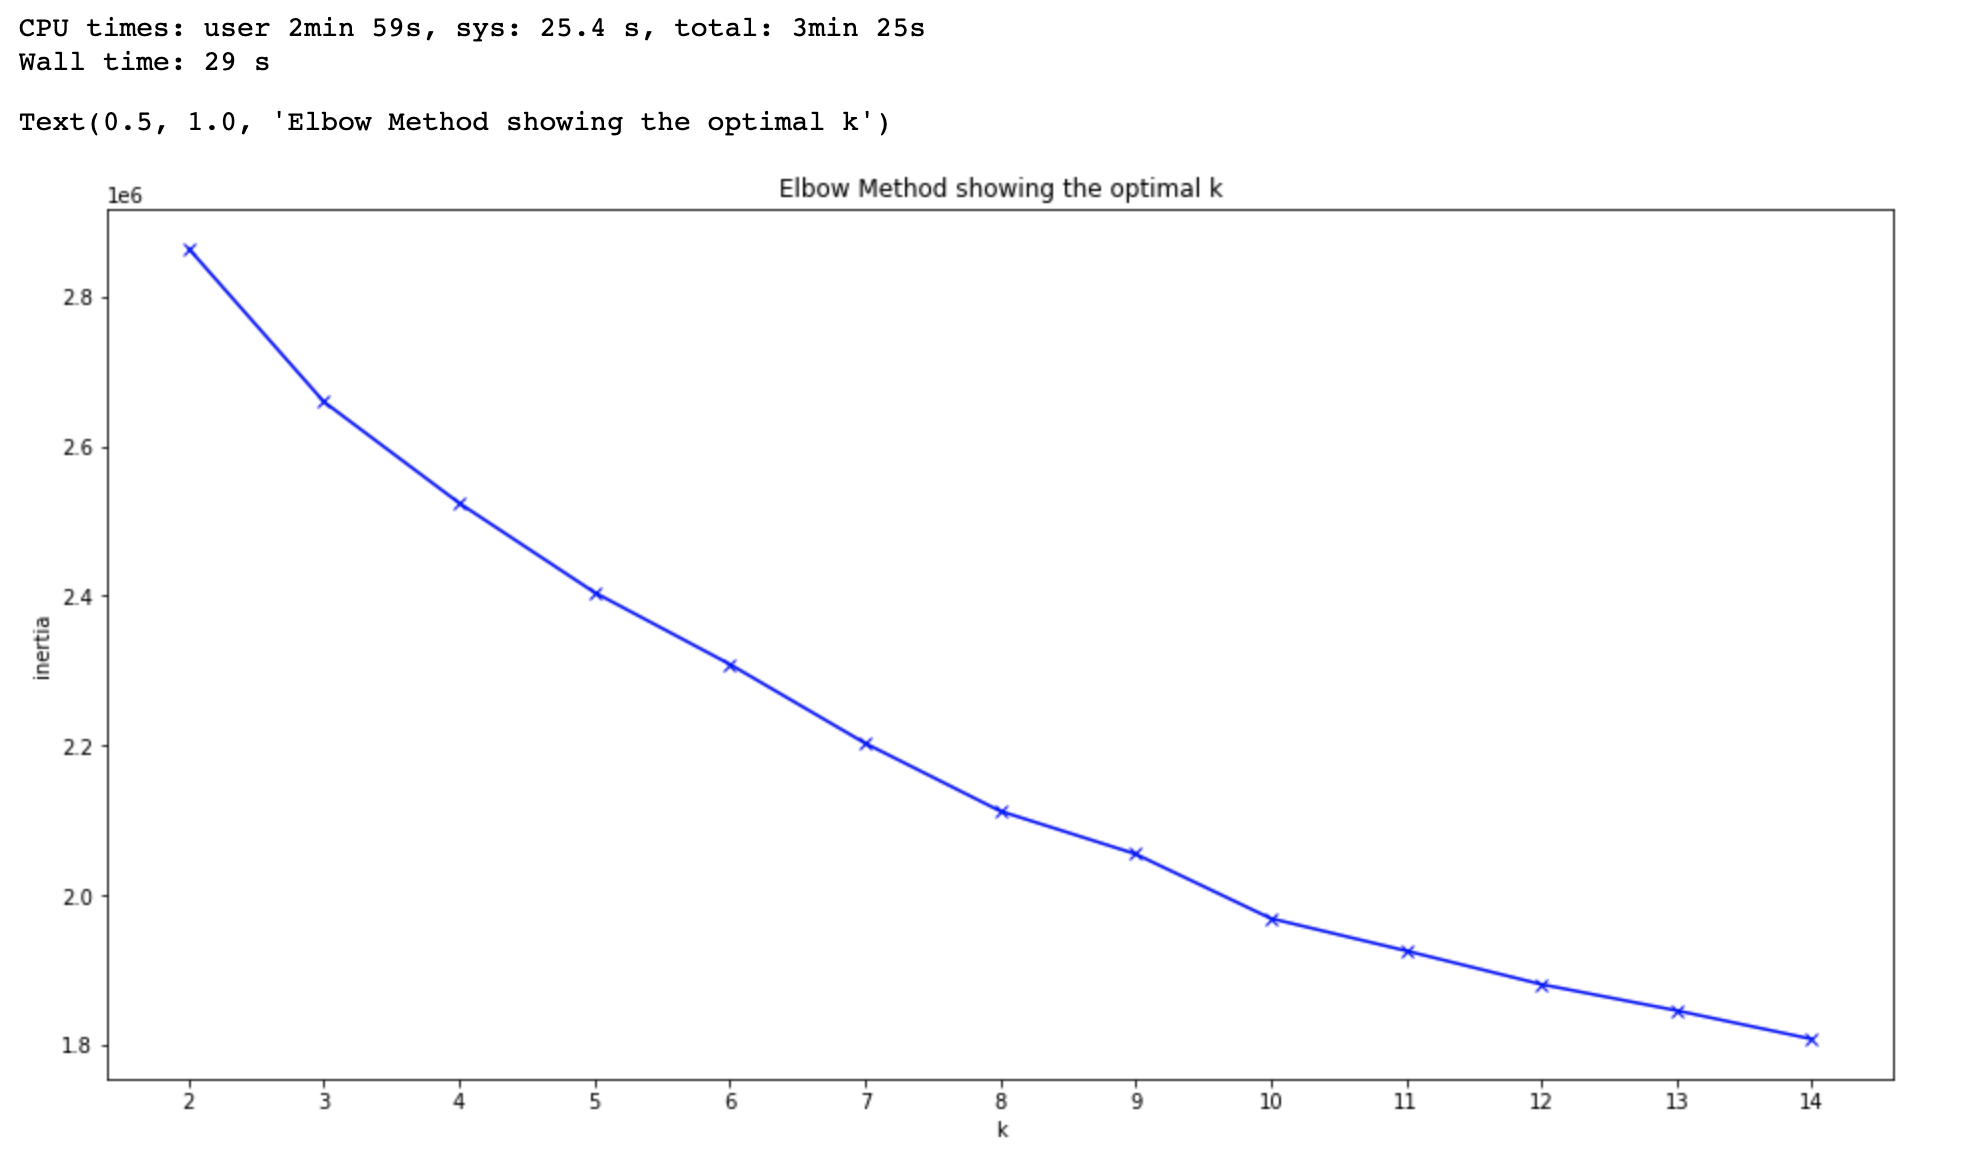 CPU times: user 2min 59s, sys: 25.4 s, total: 3min 25s
Wall time: 29 s
Text(0.5, 1.0, 'Elbow Method showing the optimal k')
Elbow Method showing the optimal k
1e6
2.8
2.6
2.4
2.2
2.0
1.8
inertia
2 3 4 5 6 7 8 9 10 11 12 13 14
k